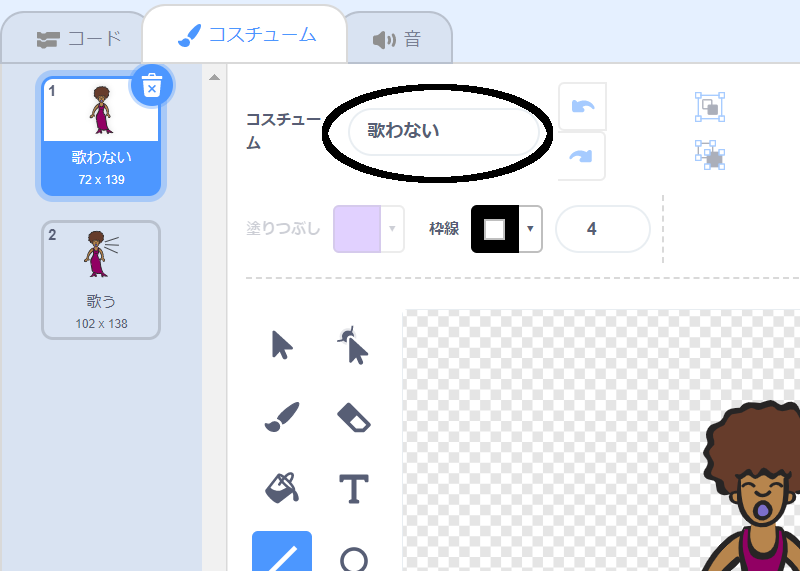 コード
コスチューム
音
1
歌わない
72 x 139
2
歌う
102 x 138
コスチュー
ム
歌わない
塗りつぶし
枠線
4
T